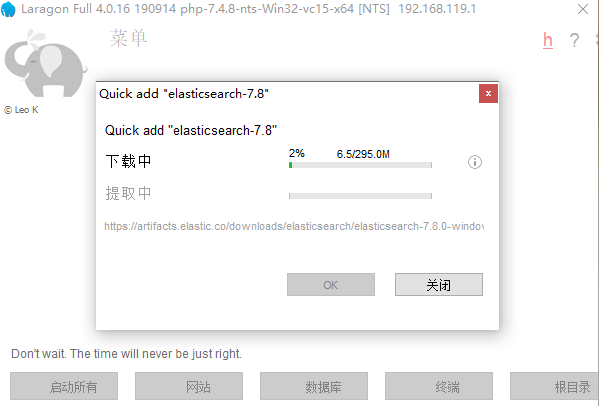 Laragon Full 4.0.16 190914 php-7.4.8-nts-Win32-vc15-x64 [NTS] 192.168.119.1
菜单
h ?
© Leo K
Quick add "elasticsearch-7.8"
Quick add "elasticsearch-7.8"
下载中 2% 6.5/295.0M
提取中
https://artifacts.elastic.co/downloads/elasticsearch/elasticsearch-7.8.0-window
OK 关闭
Don't wait. The time will never be just right.
启动所有 网站 数据库 终端 根目录